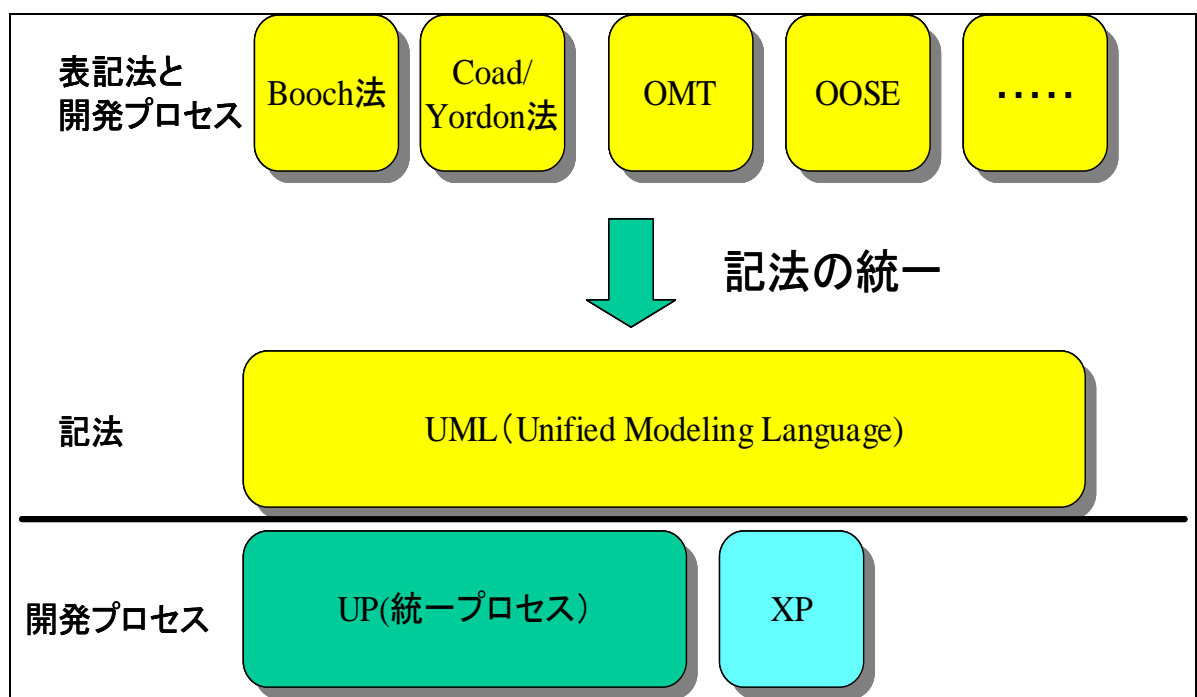 表記法と
開発プロセス
Booch法
Coad/
Yordon法
OMT
OOSE
・・・・・
記法の統一
記法
UML（Unified Modeling Language)
開発プロセス
UP(統一プロセス）
XP